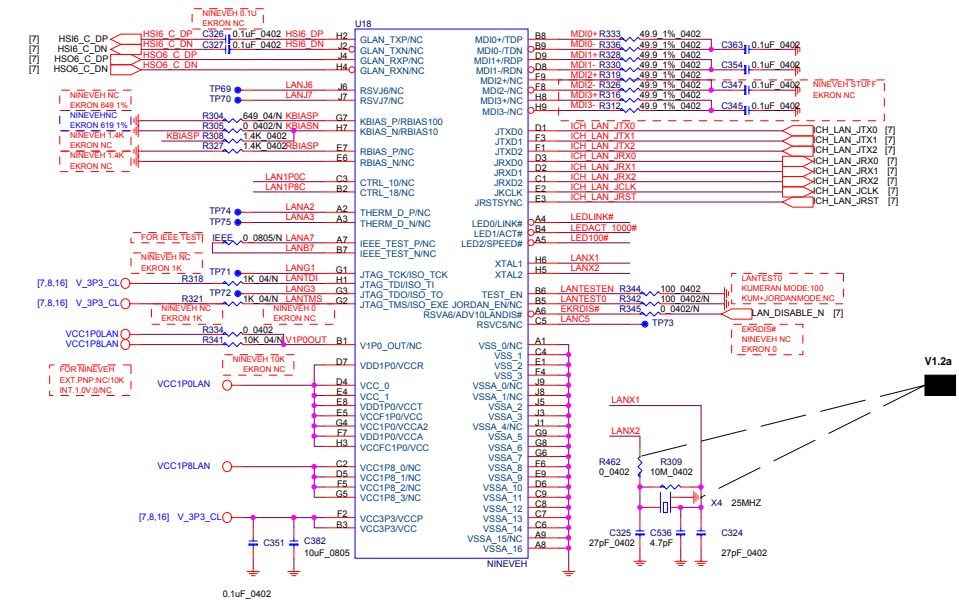 NINEVEH 0.1U
EKRON NC
U18
[7] HSI6_C_DP C326 0.1uF_0402 HSI6_DP H2 GLAN_TXP/NC
[7] HSI6_C_DN C327 0.1uF_0402 HSI6_DN J2 GLAN_TXN/NC
[7] HSO6_C_DP J4 GLAN_RXP/NC
[7] HSO6_C_DN H4 GLAN_RXN/NC
TP69 LANJ6 J6 RSVJ6/NC
TP70 LANJ7 J7 RSVJ7/NC
NINEVEH NC
EKRON 649 1%
NINEVEHNC
EKRON 619 1%
NINEVEH 1.4K
EKRON NC
NINEVEH 1.4K
EKRON NC
R304 649_04/N KBIASP G7 KBIAS_P/RBIAS100
R305 0_0402/N KBIASN H7 KBIAS_N/RBIAS10
KBIASP R308 1.4K_0402
R327 1.4K_0402 RBIASP E7 RBIAS_P/NC
E6 RBIAS_N/NC
LAN1P0C C3 CTRL_10/NC
LAN1P8C B2 CTRL_18/NC
TP74 LANA2 A2 THERM_D_P/NC
TP75 LANA3 A3 THERM_D_N/NC
FOR IEEE TEST IEEE 0_0805/N LANA7 A7 IEEE_TEST_P/NC
LANB7 B7 IEEE_TEST_N/NC
NINEVEH NC
EKRON 1K
TP71 LANG1 G1 JTAG_TCK/ISO_TCK
[7,8,16] V_3P3_CL R318 1K_04/N LANTDI H1 JTAG_TDI/ISO_TI
TP72 LANG3 G3 JTAG_TDO/ISO_TO
[7,8,16] V_3P3_CL R321 1K_04/N LANTMS G2 JTAG_TMS/ISO_EXE
NINEVEH NC
EKRON 1K
NINEVEH 0
EKRON NC
VCC1P0LAN R334 0_0402
VCC1P8LAN R341 10K_04/N V1P0OUT B1 V1P0_OUT/NC
NINEVEH 10K
EKRON NC
FOR NINEVEH
EXT.PNP:NC/10K
INT.1.0V:0/NC
D7 VDD1P0/VCCR
VCC1P0LAN D4 VCC_0
E4 VCC_1
E8 VDD1P0/VCCT
E5 VCCF1P0/VCC
G4 VCC1P0/VCCA2
F7 VDD1P0/VCCA
H3 VCCFC1P0/VCC
VCC1P8LAN C2 VCC1P8_0/NC
D5 VCC1P8_1/NC
F5 VCC1P8_2/NC
G5 VCC1P8_3/NC
[7,8,16] V_3P3_CL F2 VCC3P3/VCCP
B3 VCC3P3/VCC
C351
C382
10uF_0805
0.1uF_0402
MDI0+/TDP B8 MDI0+ R333 49.9_1%_0402
MDI0-/TDN B9 MDI0- R336 49.9_1%_0402 C363 0.1uF_0402
MDI1+/RDP D9 MDI1+ R328 49.9_1%_0402
MDI1-/RDN D8 MDI1- R330 49.9_1%_0402 C354 0.1uF_0402
MDI2+/NC F9 MDI2+ R319 49.9_1%_0402
MDI2-/NC F8 MDI2- R326 49.9_1%_0402 C347 0.1uF_0402
MDI3+/NC H8 MDI3+ R316 49.9_1%_0402
MDI3-/NC H9 MDI3- R312 49.9_1%_0402 C345 0.1uF_0402
NINEVEH STUFF
EKRON NC
JTXD0 D1 ICH_LAN_JTX0 ICH_LAN_JTX0 [7]
JTXD1 F3 ICH_LAN_JTX1 ICH_LAN_JTX1 [7]
JTXD2 F1 ICH_LAN_JTX2 ICH_LAN_JTX2 [7]
JRXD0 D3 ICH_LAN_JRX0 ICH_LAN_JRX0 [7]
JRXD1 D2 ICH_LAN_JRX1 ICH_LAN_JRX1 [7]
JRXD2 C1 ICH_LAN_JRX2 ICH_LAN_JRX2 [7]
JKCLK E2 ICH_LAN_JCLK ICH_LAN_JCLK [7]
JRSTSYNC E3 ICH_LAN_JRST ICH_LAN_JRST [7]
LED0/LINK# A4 LEDLINK#
LED1/ACT# B4 LEDACT_1000#
LED2/SPEED# A5 LED100#
XTAL1 H6 LANX1
XTAL2 H5 LANX2
TEST_EN B6 LANTESTEN R344 100_0402
JORDAN_EN/NC B5 LANTEST0 R342 100_0402/N
RSVA6/ADV10LANDIS# A6 EKRDIS# R345 0_0402/N LAN_DISABLE_N [7]
RSVC5/NC C5 LANC5 TP73
LANTEST0
KUMERAN MODE:100
KUM+JORDANMODE:NC
EKRDIS#
NINEVEH NC
EKRON 0
VSS_0/NC A1
VSS_1 C4
VSS_2 E1
VSS_3 F4
VSSA_0/NC J9
VSSA_1/NC J8
VSSA_2 J5
VSSA_3 J3
VSSA_4/NC J1
VSSA_5 G9
VSSA_6 G8
VSSA_7 G6
VSSA_8 F6
VSSA_9 E9
VSSA_10 D6
VSSA_11 C9
VSSA_12 C8
VSSA_13 C7
VSSA_14 C6
VSSA_15/NC A9
VSSA_16 A8
NINEVEH
V1.2a
LANX1
LANX2
R462
0_0402
R309
10M_0402
X4 25MHZ
C325
27pF_0402
C536
4.7pF
C324
27pF_0402